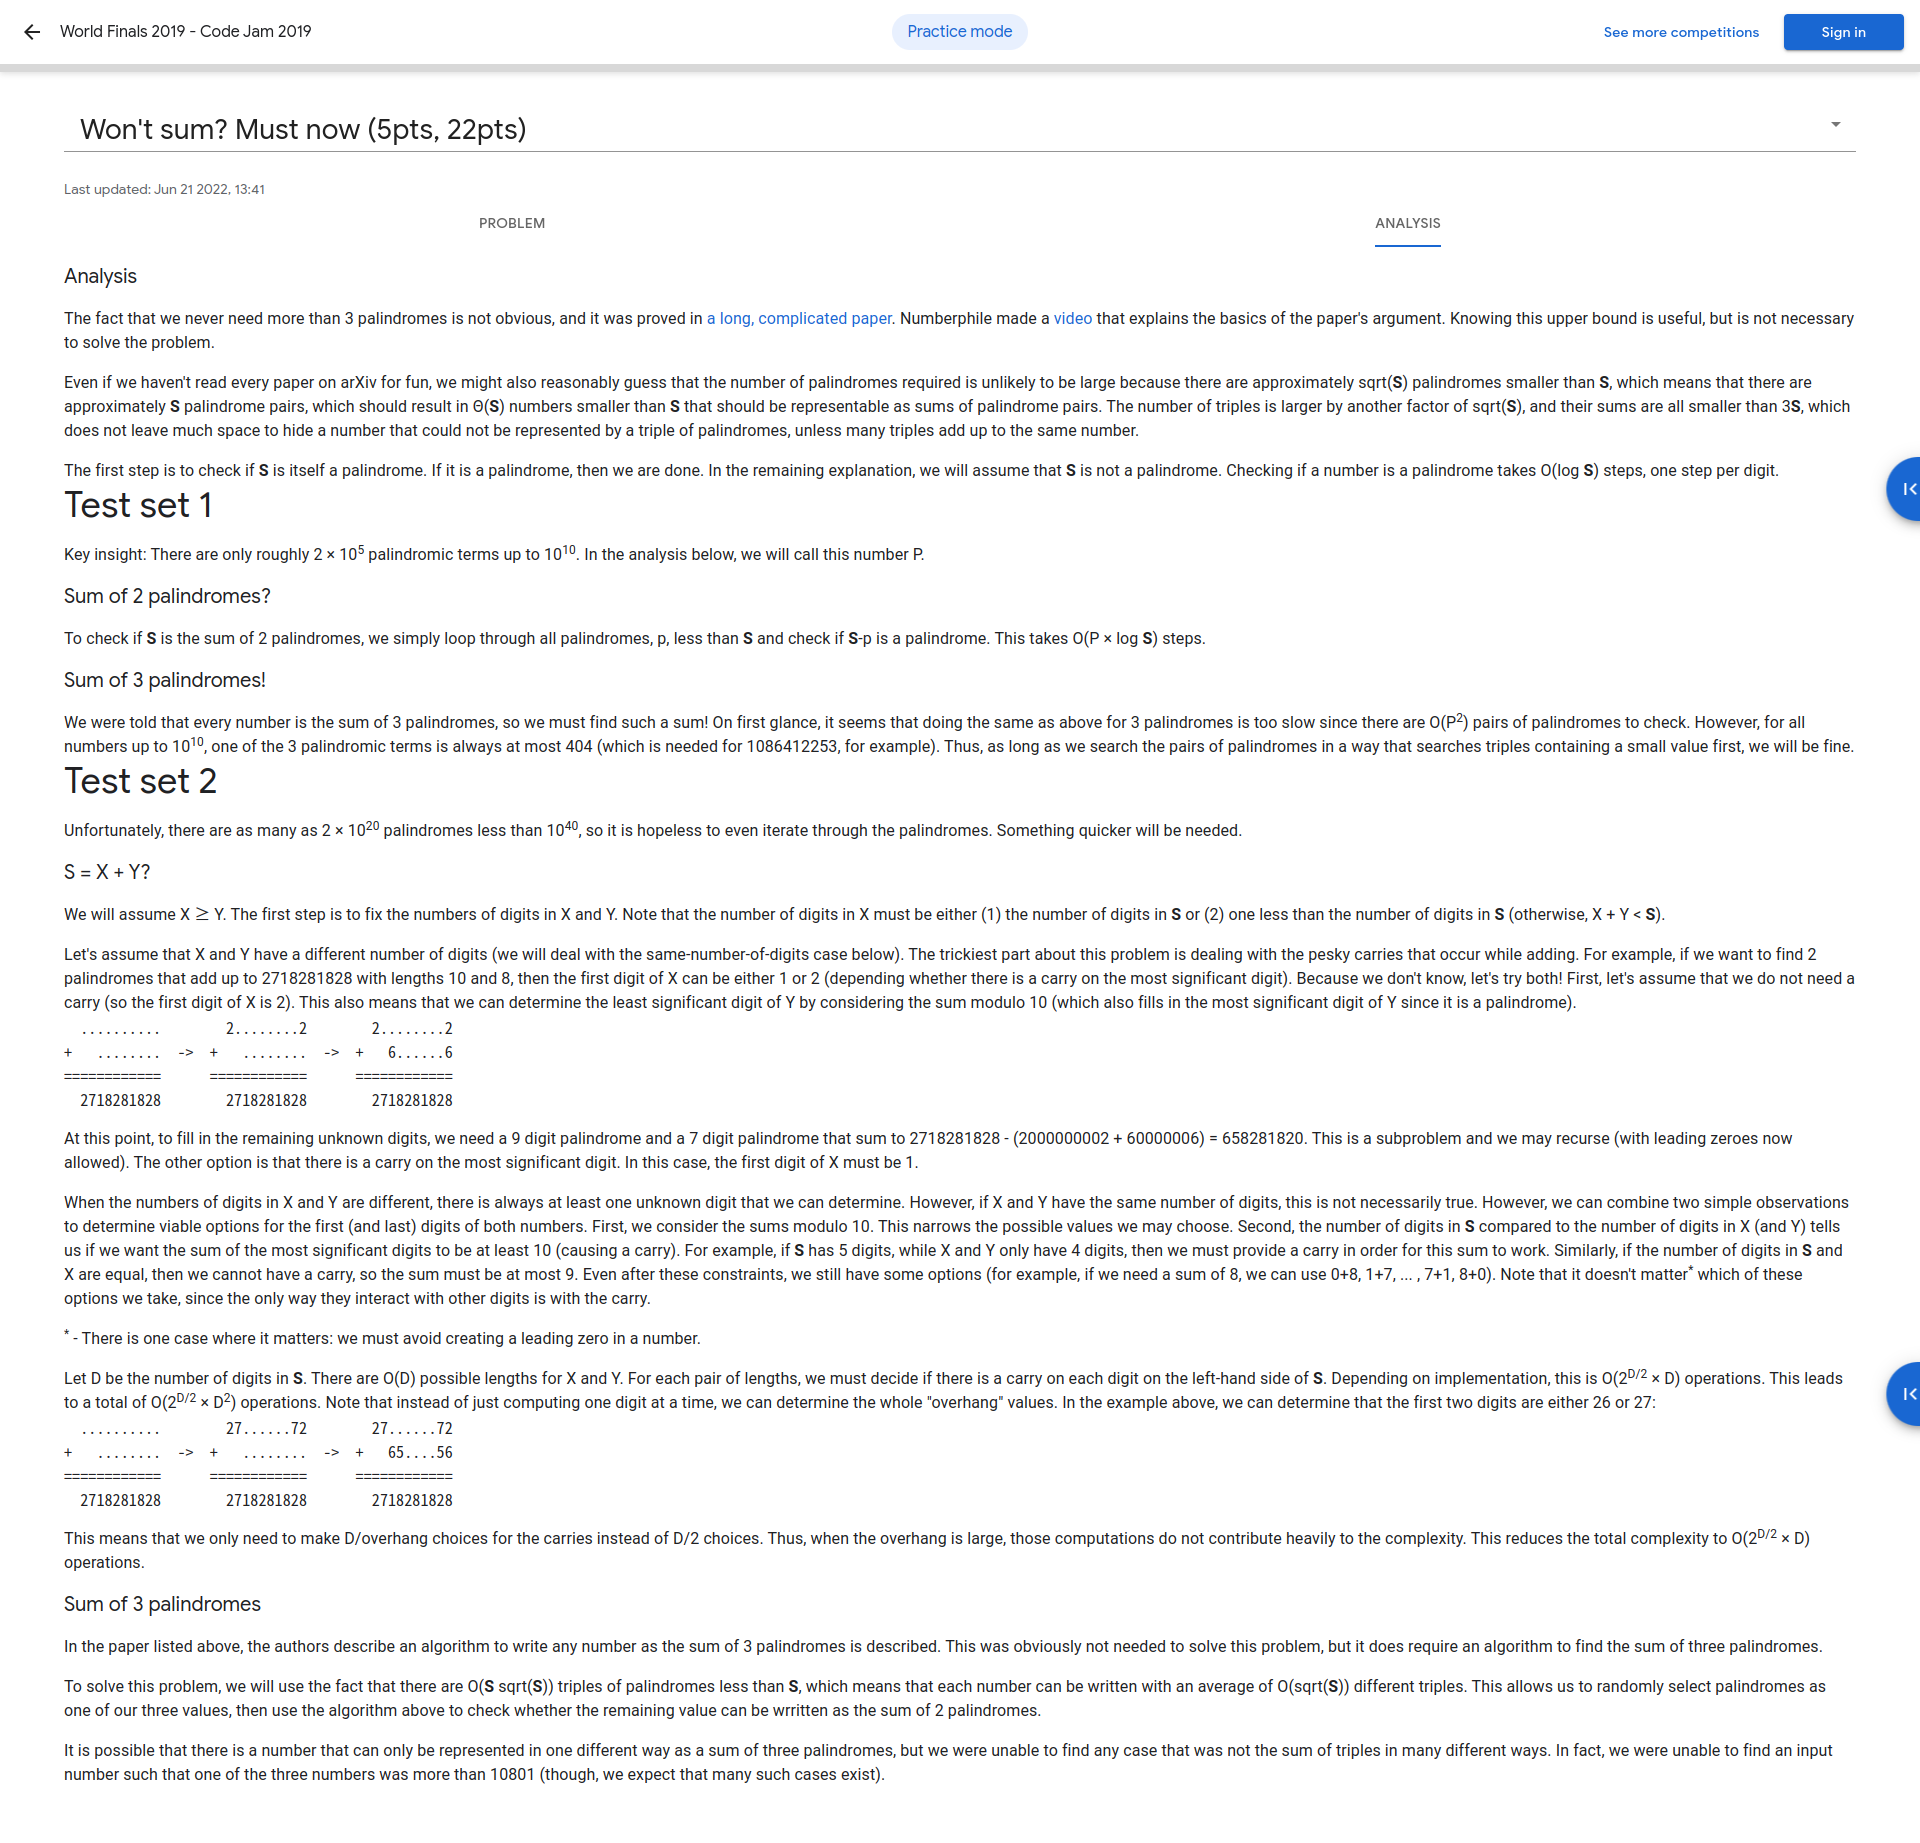 World Finals 2019 - Code Jam 2019
Practice mode
See more competitions
Sign in
Won't sum? Must now (5pts, 22pts)
Last updated: Jun 21 2022, 13:41
PROBLEM
ANALYSIS
Analysis
The fact that we never need more than 3 palindromes is not obvious, and it was proved in a long, complicated paper. Numberphile made a video that explains the basics of the paper's argument. Knowing this upper bound is useful, but is not necessary
to solve the problem.
Even if we haven't read every paper on arXiv for fun, we might also reasonably guess that the number of palindromes required is unlikely to be large because there are approximately sqrt(S) palindromes smaller than S, which means that there are
approximately S palindrome pairs, which should result in Θ(S) numbers smaller than S that should be representable as sums of palindrome pairs. The number of triples is larger by another factor of sqrt(S), and their sums are all smaller than 3S, which
does not leave much space to hide a number that could not be represented by a triple of palindromes, unless many triples add up to the same number.
The first step is to check if S is itself a palindrome. If it is a palindrome, then we are done. In the remaining explanation, we will assume that S is not a palindrome. Checking if a number is a palindrome takes O(log S) steps, one step per digit.
Test set 1
Key insight: There are only roughly 2 × 10^5 palindromic terms up to 10^10. In the analysis below, we will call this number P.
Sum of 2 palindromes?
To check if S is the sum of 2 palindromes, we simply loop through all palindromes, p, less than S and check if S-p is a palindrome. This takes O(P × log S) steps.
Sum of 3 palindromes!
We were told that every number is the sum of 3 palindromes, so we must find such a sum! On first glance, it seems that doing the same as above for 3 palindromes is too slow since there are O(P^2) pairs of palindromes to check. However, for all
numbers up to 10^10, one of the 3 palindromic terms is always at most 404 (which is needed for 1086412253, for example). Thus, as long as we search the pairs of palindromes in a way that searches triples containing a small value first, we will be fine.
Test set 2
Unfortunately, there are as many as 2 × 10^20 palindromes less than 10^40, so it is hopeless to even iterate through the palindromes. Something quicker will be needed.
S = X + Y?
We will assume X ≥ Y. The first step is to fix the numbers of digits in X and Y. Note that the number of digits in X must be either (1) the number of digits in S or (2) one less than the number of digits in S (otherwise, X + Y < S).
Let's assume that X and Y have a different number of digits (we will deal with the same-number-of-digits case below). The trickiest part about this problem is dealing with the pesky carries that occur while adding. For example, if we want to find 2
palindromes that add up to 2718281828 with lengths 10 and 8, then the first digit of X can be either 1 or 2 (depending whether there is a carry on the most significant digit). Because we don't know, let's try both! First, let's assume that we do not need a
carry (so the first digit of X is 2). This also means that we can determine the least significant digit of Y by considering the sum modulo 10 (which also fills in the most significant digit of Y since it is a palindrome).
  ..........        2........2        2........2
+   ........  ->  +   ........  ->  +   6......6
============      ============      ============
  2718281828        2718281828        2718281828
At this point, to fill in the remaining unknown digits, we need a 9 digit palindrome and a 7 digit palindrome that sum to 2718281828 - (2000000002 + 60000006) = 658281820. This is a subproblem and we may recurse (with leading zeroes now
allowed). The other option is that there is a carry on the most significant digit. In this case, the first digit of X must be 1.
When the numbers of digits in X and Y are different, there is always at least one unknown digit that we can determine. However, if X and Y have the same number of digits, this is not necessarily true. However, we can combine two simple observations
to determine viable options for the first (and last) digits of both numbers. First, we consider the sums modulo 10. This narrows the possible values we may choose. Second, the number of digits in S compared to the number of digits in X (and Y) tells
us if we want the sum of the most significant digits to be at least 10 (causing a carry). For example, if S has 5 digits, while X and Y only have 4 digits, then we must provide a carry in order for this sum to work. Similarly, if the number of digits in S and
X are equal, then we cannot have a carry, so the sum must be at most 9. Even after these constraints, we still have some options (for example, if we need a sum of 8, we can use 0+8, 1+7, ... , 7+1, 8+0). Note that it doesn't matter* which of these
options we take, since the only way they interact with other digits is with the carry.
* - There is one case where it matters: we must avoid creating a leading zero in a number.
Let D be the number of digits in S. There are O(D) possible lengths for X and Y. For each pair of lengths, we must decide if there is a carry on each digit on the left-hand side of S. Depending on implementation, this is O(2^D/2 × D) operations. This leads
to a total of O(2^D/2 × D^2) operations. Note that instead of just computing one digit at a time, we can determine the whole "overhang" values. In the example above, we can determine that the first two digits are either 26 or 27:
  ..........        27......72        27......72
+   ........  ->  +   ........  ->  +   65....56
============      ============      ============
  2718281828        2718281828        2718281828
This means that we only need to make D/overhang choices for the carries instead of D/2 choices. Thus, when the overhang is large, those computations do not contribute heavily to the complexity. This reduces the total complexity to O(2^D/2 × D)
operations.
Sum of 3 palindromes
In the paper listed above, the authors describe an algorithm to write any number as the sum of 3 palindromes is described. This was obviously not needed to solve this problem, but it does require an algorithm to find the sum of three palindromes.
To solve this problem, we will use the fact that there are O(S sqrt(S)) triples of palindromes less than S, which means that each number can be written with an average of O(sqrt(S)) different triples. This allows us to randomly select palindromes as
one of our three values, then use the algorithm above to check whether the remaining value can be wrritten as the sum of 2 palindromes.
It is possible that there is a number that can only be represented in one different way as a sum of three palindromes, but we were unable to find any case that was not the sum of triples in many different ways. In fact, we were unable to find an input
number such that one of the three numbers was more than 10801 (though, we expect that many such cases exist).